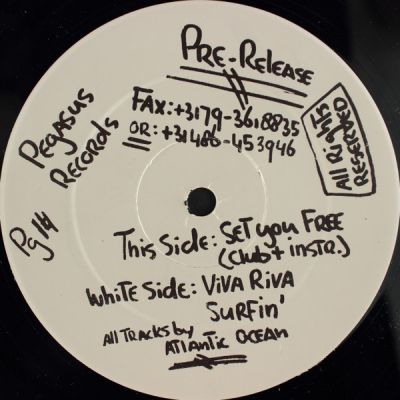 PRE-RELEASE
FAX: +3179-3618835
OR: +31486-453946
ALL RIGHTS
RESERVED
PEGASUS
RECORDS
Pg 14
This Side: SET YOU FREE
(Club + instr.)
White Side: ViVA RiVA
SURFin'
All Tracks by
ATLANTIC OCEAN